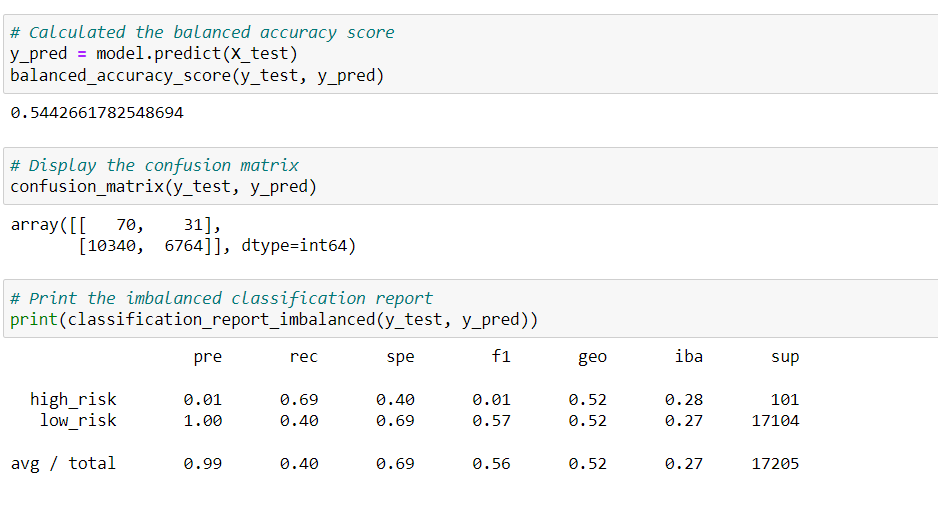 # Calculated the balanced accuracy score
y_pred = model.predict(X_test)
balanced_accuracy_score(y_test, y_pred)
0.5442661782548694
# Display the confusion matrix
confusion_matrix(y_test, y_pred)
array([[   70,    31],
       [10340,  6764]], dtype=int64)
# Print the imbalanced classification report
print(classification_report_imbalanced(y_test, y_pred))
                   pre       rec       spe        f1       geo       iba       sup
  high_risk       0.01      0.69      0.40      0.01      0.52      0.28       101
   low_risk       1.00      0.40      0.69      0.57      0.52      0.27     17104
avg / total       0.99      0.40      0.69      0.56      0.52      0.27     17205